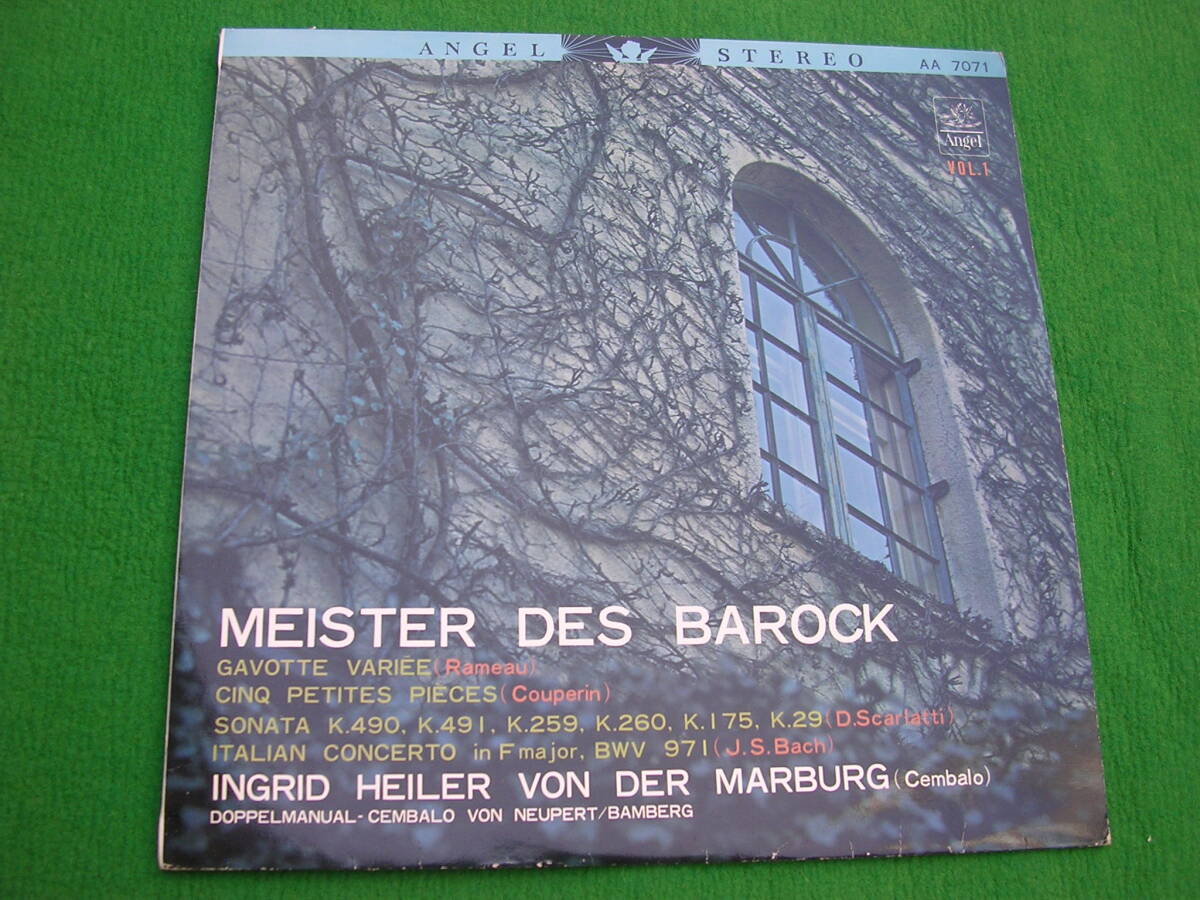 ANGEL STEREO AA 7071
Angel
VOL.1
MEISTER DES BAROCK
GAVOTTE VARIÉE (Rameau)
CINQ PETITES PIÈCES (Couperin)
SONATA K.490, K.491, K.259, K.260, K.175, K.29 (D.Scarlatti)
ITALIAN CONCERTO in F major, BWV 971 (J.S.Bach)
INGRID HEILER VON DER MARBURG (Cembalo)
DOPPELMANUAL-CEMBALO VON NEUPERT/BAMBERG